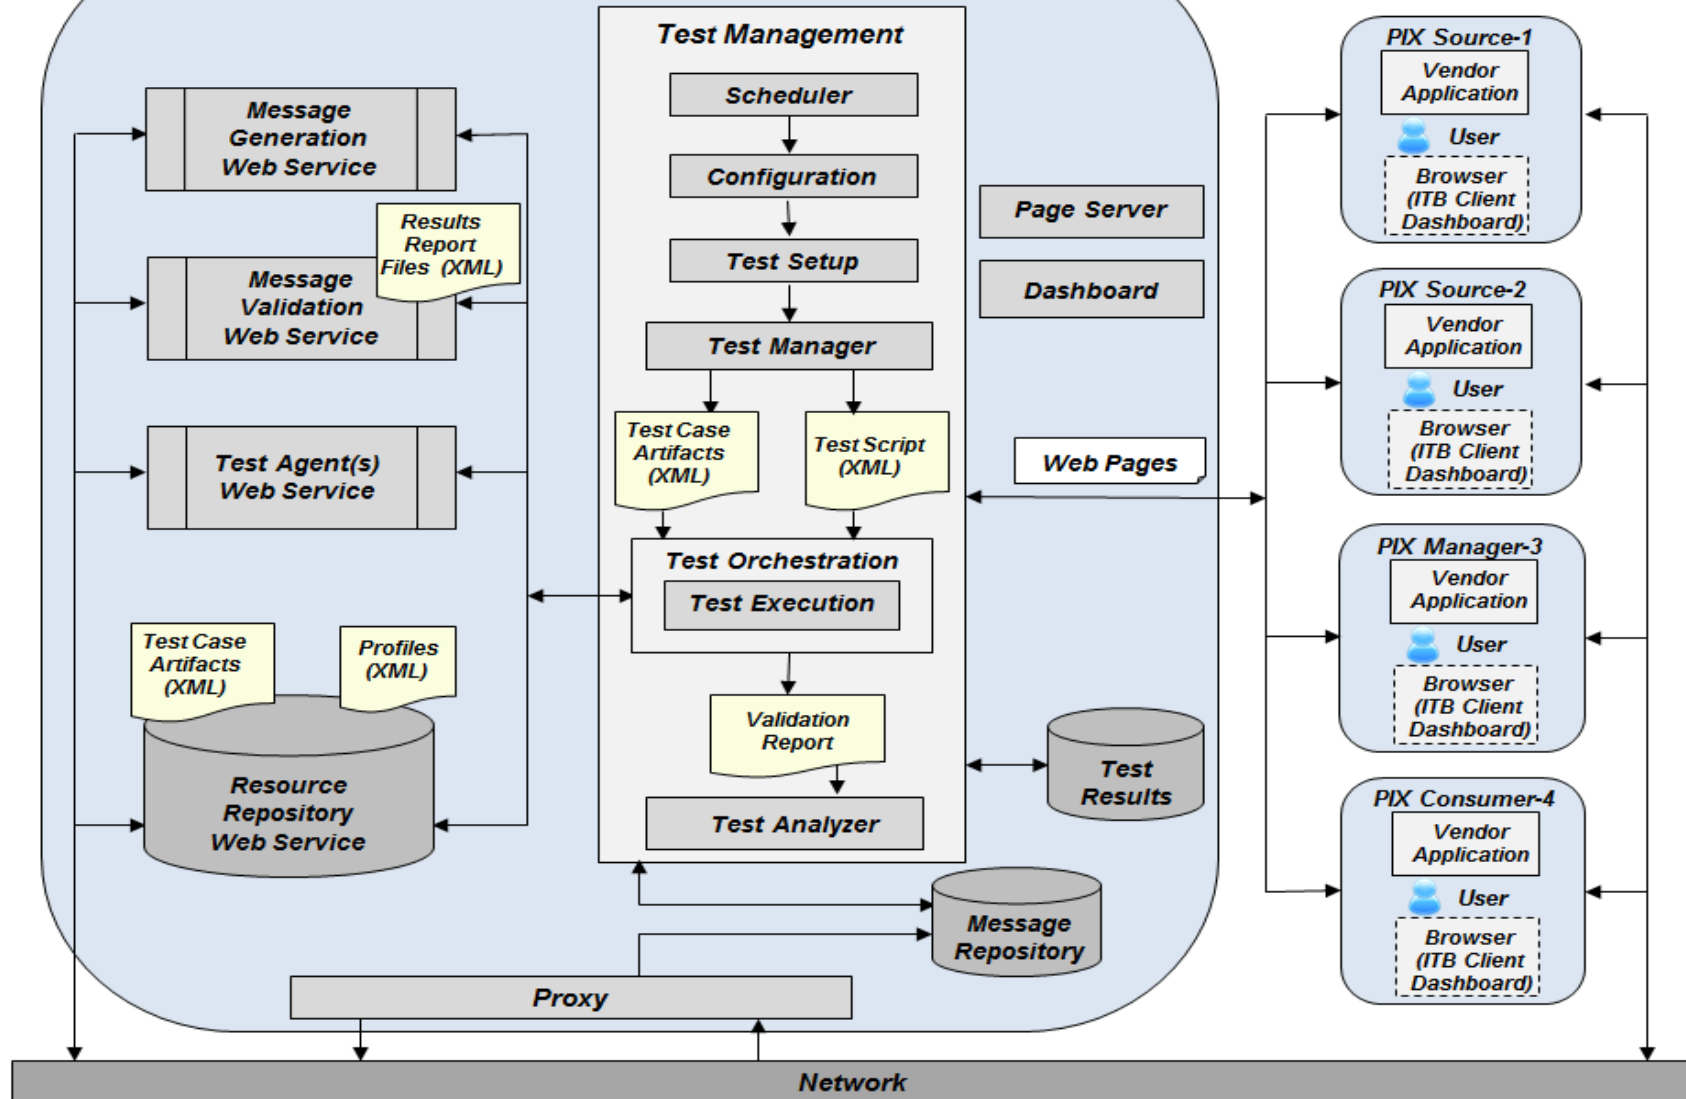 Test Management
Scheduler
Configuration
Test Setup
Test Manager
Test Case
Artifacts
(XML)
Test Script
(XML)
Test Orchestration
Test Execution
Validation
Report
Test Analyzer
Message
Generation
Web Service
Results
Report
Files (XML)
Message
Validation
Web Service
Test Agent(s)
Web Service
Test Case
Artifacts
(XML)
Profiles
(XML)
Resource
Repository
Web Service
Page Server
Dashboard
Web Pages
Test
Results
Message
Repository
Proxy
Network
PIX Source-1
Vendor
Application
User
Browser
(ITB Client
Dashboard)
PIX Source-2
Vendor
Application
User
Browser
(ITB Client
Dashboard)
PIX Manager-3
Vendor
Application
User
Browser
(ITB Client
Dashboard)
PIX Consumer-4
Vendor
Application
User
Browser
(ITB Client
Dashboard)